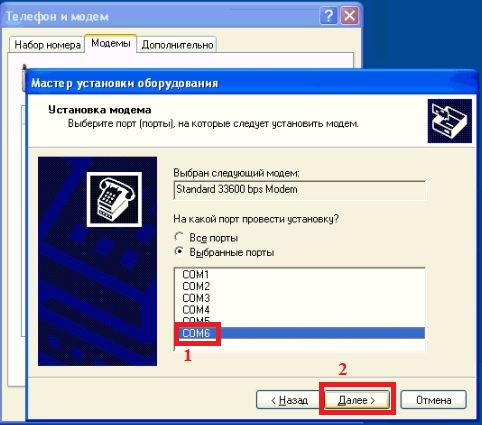 Телефон и модем
Набор номера Модемы Дополнительно
Мастер установки оборудования
Установка модема
Выберите порт (порты), на которые следует установить модем.
Выбран следующий модем:
Standard 33600 bps Modem
На какой порт провести установку?
Все порты
Выбранные порты
COM1
COM2
COM3
COM4
COM5
COM6
1
2
< Назад Далее > Отмена